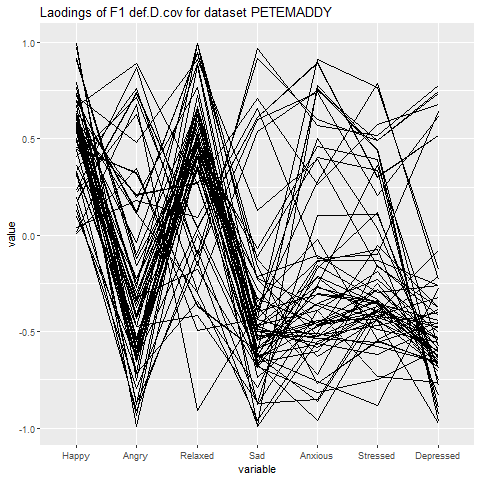 Laodings of F1 def.D.cov for dataset PETEMADDY
1.0
0.5
0.0
-0.5
-1.0
value
Happy Angry Relaxed Sad Anxious Stressed Depressed
variable